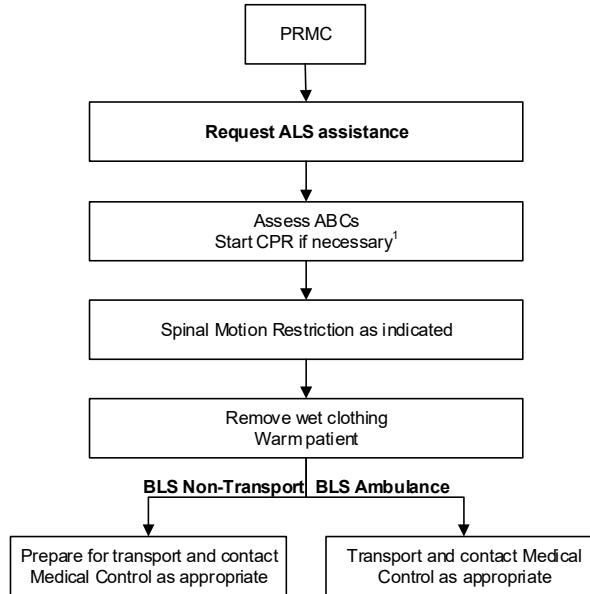 PRMC
Request ALS assistance
Assess ABCs
Start CPR if necessary¹
Spinal Motion Restriction as indicated
Remove wet clothing
Warm patient
BLS Non-Transport
BLS Ambulance
Prepare for transport and contact
Medical Control as appropriate
Transport and contact Medical
Control as appropriate